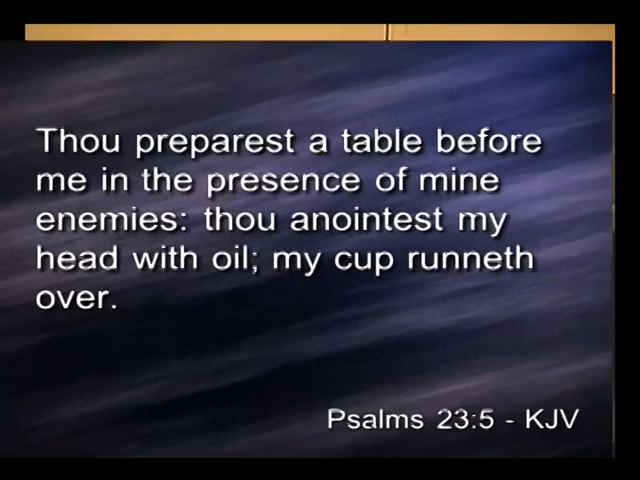 Thou preparest a table before
me in the presence of mine
enemies: thou anointest my
head with oil; my cup runneth
over.
Psalms 23:5 - KJV